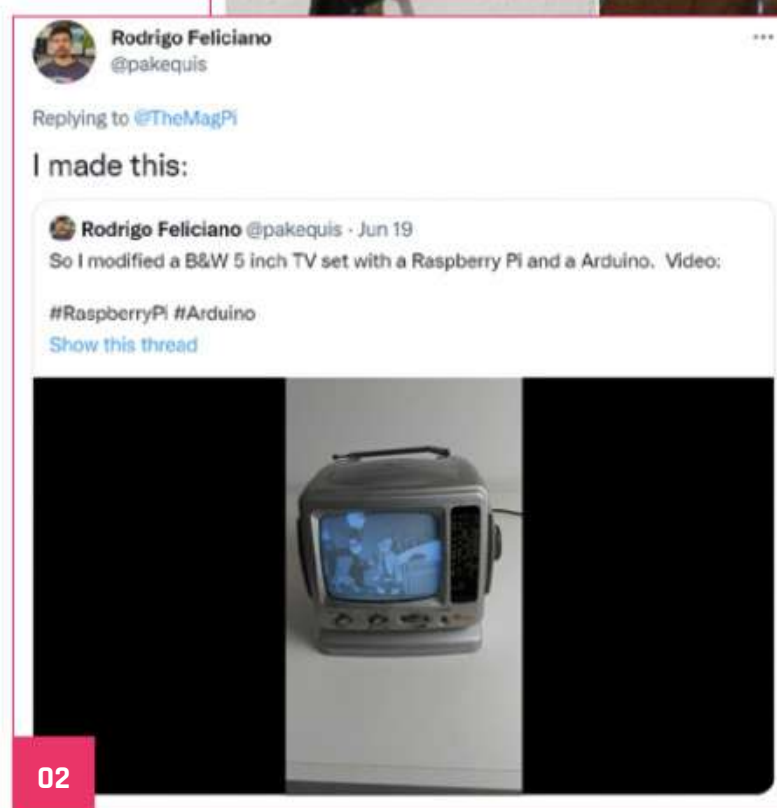 Rodrigo Feliciano
@pakequis
Replying to @TheMagPi
I made this:
Rodrigo Feliciano @pakequis · Jun 19
So I modified a B&W 5 inch TV set with a Raspberry Pi and a Arduino. Video:
#RaspberryPi #Arduino
Show this thread
02